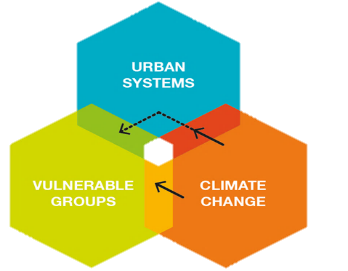 URBAN
SYSTEMS
VULNERABLE
GROUPS
CLIMATE
CHANGE